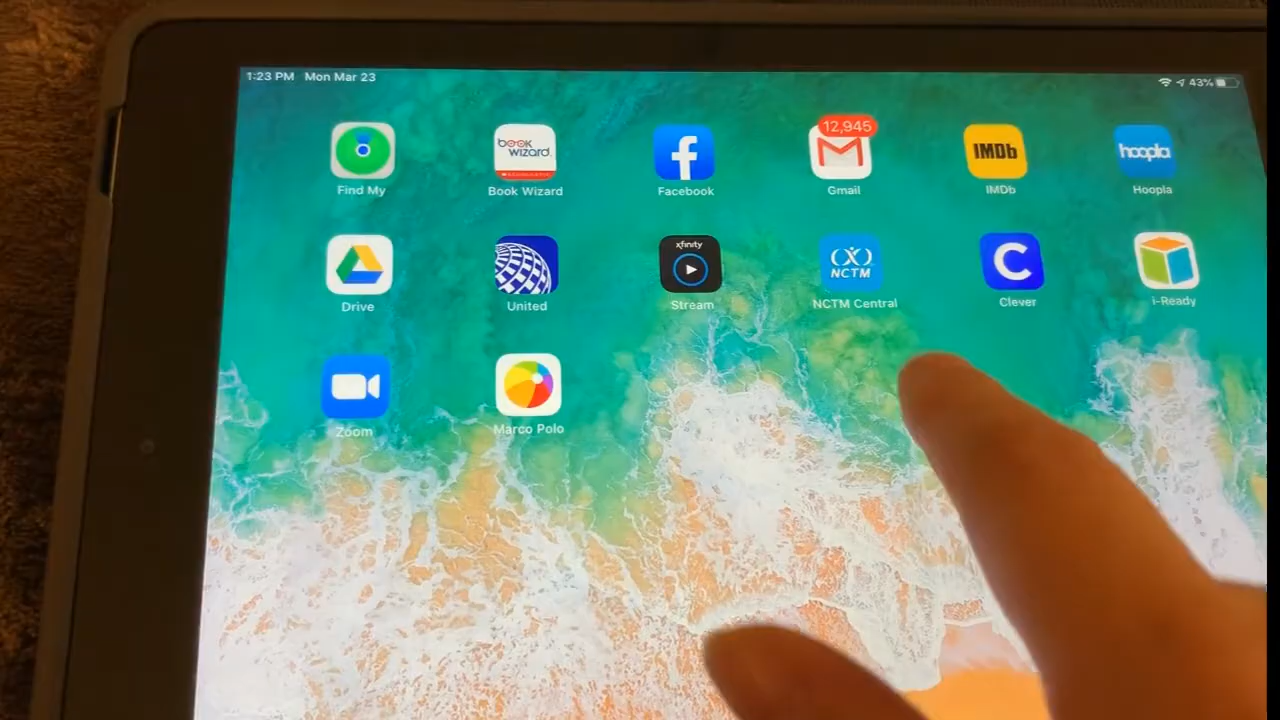 1:23 PM Mon Mar 23
43%
12,945
book
wizard
IMDb
hoopla
Find My
Book Wizard
Facebook
Gmail
IMDb
Hoopla
xfinity
NCTM
C
Drive
United
Stream
NCTM Central
Clever
i-Ready
Zoom
Marco Polo